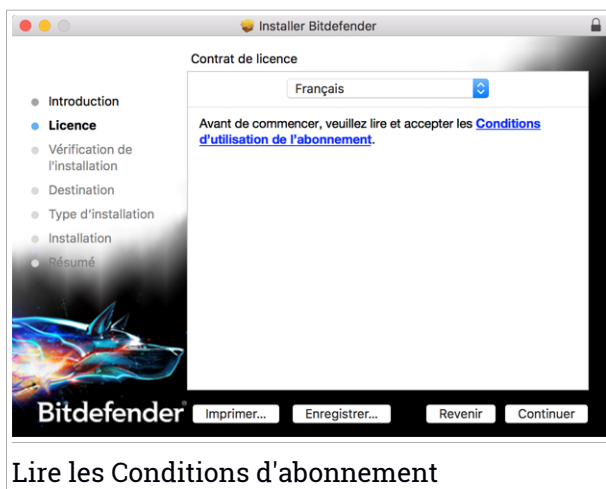 Installer Bitdefender
Contrat de licence
Introduction
Licence
Vérification de
l'installation
Destination
Type d'installation
Installation
Résumé
Français
Avant de commencer, veuillez lire et accepter les Conditions
d'utilisation de l'abonnement.
Bitdefender
Imprimer...
Enregistrer...
Revenir
Continuer
Lire les Conditions d'abonnement